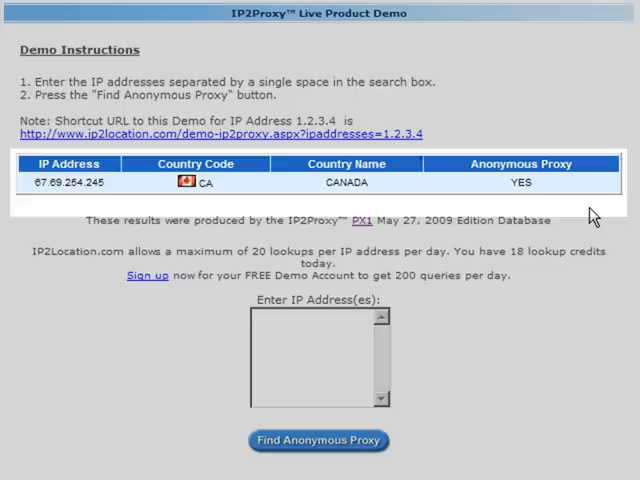 IP2Proxy™ Live Product Demo
Demo Instructions
1. Enter the IP addresses separated by a single space in the search box.
2. Press the "Find Anonymous Proxy" button.
Note: Shortcut URL to this Demo for IP Address 1.2.3.4 is
http://www.ip2location.com/demo-ip2proxy.aspx?ipaddresses=1.2.3.4
IP Address Country Code Country Name Anonymous Proxy
67.69.254.245 CA CANADA YES
These results were produced by the IP2Proxy™ PX1 May 27, 2009 Edition Database
IP2Location.com allows a maximum of 20 lookups per IP address per day. You have 18 lookup credits
today.
Sign up now for your FREE Demo Account to get 200 queries per day.
Enter IP Address(es):
Find Anonymous Proxy